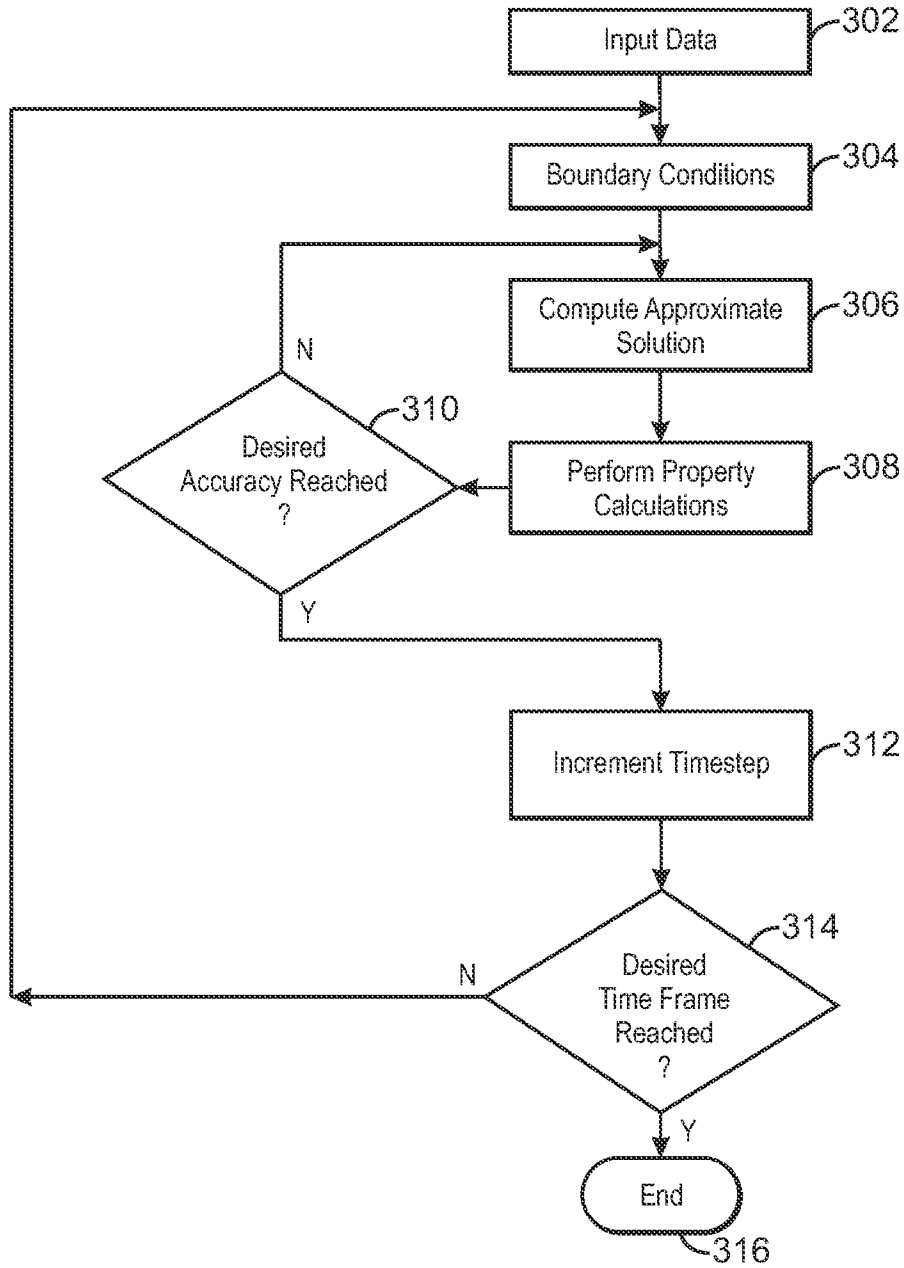 Input Data
302
Boundary Conditions
304
Compute Approximate
Solution
306
N
Desired
Accuracy Reached
?
310
Perform Property
Calculations
308
Y
Increment Timestep
312
N
Desired
Time Frame
Reached
?
314
Y
End
316